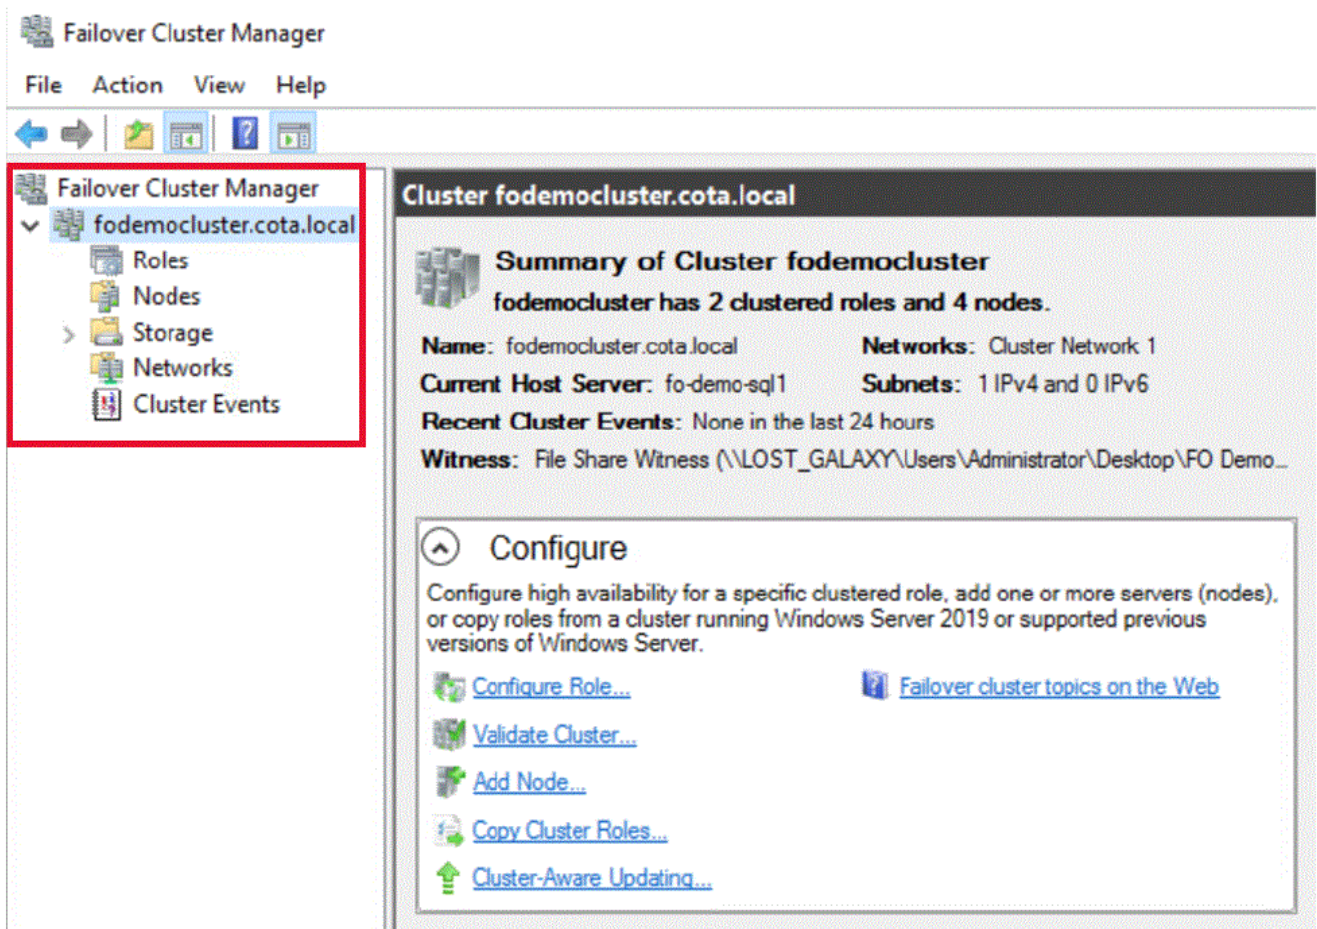 Failover Cluster Manager
File Action View Help
Failover Cluster Manager
fodemocluster.cota.local
Roles
Nodes
Storage
Networks
Cluster Events
Cluster fodemocluster.cota.local
Summary of Cluster fodemocluster
fodemocluster has 2 clustered roles and 4 nodes.
Name: fodemocluster.cota.local Networks: Cluster Network 1
Current Host Server: fo-demo-sql1 Subnets: 1 IPv4 and 0 IPv6
Recent Cluster Events: None in the last 24 hours
Witness: File Share Witness (\\LOST_GALAXY\Users\Administrator\Desktop\FO Demo...
Configure
Configure high availability for a specific clustered role, add one or more servers (nodes),
or copy roles from a cluster running Windows Server 2019 or supported previous
versions of Windows Server.
Configure Role... Failover cluster topics on the Web
Validate Cluster...
Add Node...
Copy Cluster Roles...
Cluster-Aware Updating...